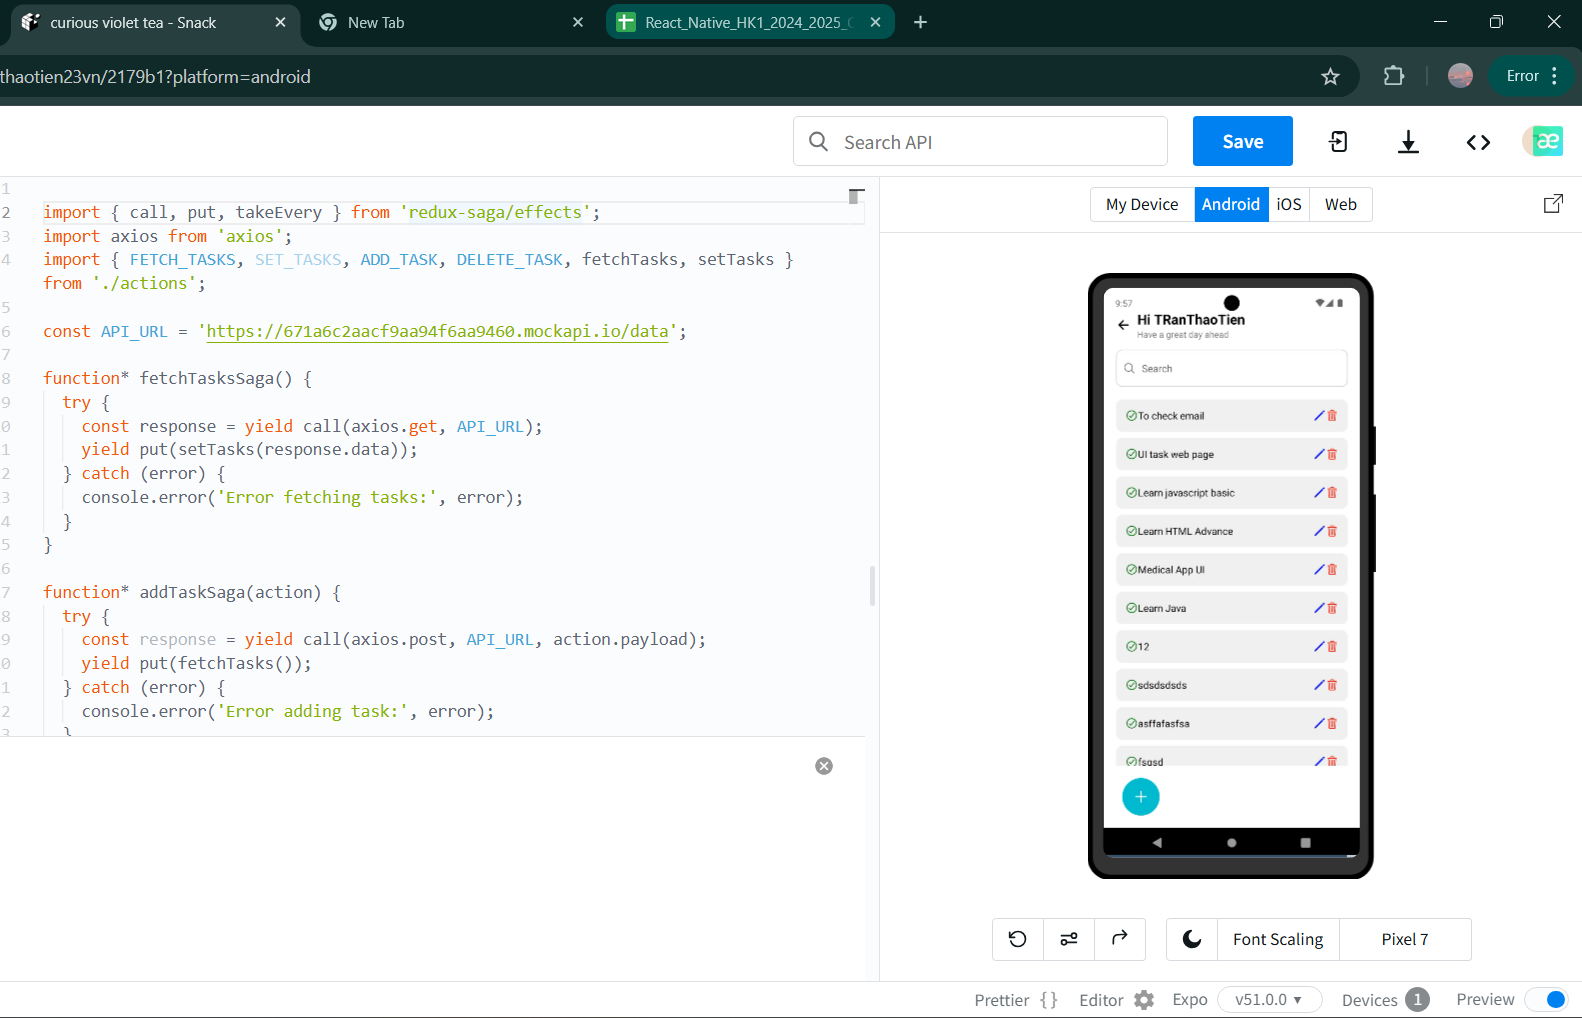 curious violet tea - Snack
New Tab
React_Native_HK1_2024_2025_
thaotien23vn/2179b1?platform=android
Error
Search API
Save
æ
My Device
Android
iOS
Web
1
2 import { call, put, takeEvery } from 'redux-saga/effects';
3 import axios from 'axios';
4 import { FETCH_TASKS, SET_TASKS, ADD_TASK, DELETE_TASK, fetchTasks, setTasks }
from './actions';
5
6 const API_URL = 'https://671a6c2aacf9aa94f6aa9460.mockapi.io/data';
7
8 function* fetchTasksSaga() {
9 try {
0 const response = yield call(axios.get, API_URL);
1 yield put(setTasks(response.data));
2 } catch (error) {
3 console.error('Error fetching tasks:', error);
4 }
5 }
6
7 function* addTaskSaga(action) {
8 try {
9 const response = yield call(axios.post, API_URL, action.payload);
0 yield put(fetchTasks());
1 } catch (error) {
2 console.error('Error adding task:', error);
3 }
9:57
Hi TRanThaoTien
Have a great day ahead
Search
To check email
UI task web page
Learn javascript basic
Learn HTML Advance
Medical App UI
Learn Java
12
sdsdsdsds
asffafasfsa
fsgsd
+
Font Scaling
Pixel 7
Prettier {}
Editor
Expo
v51.0.0
Devices 1
Preview